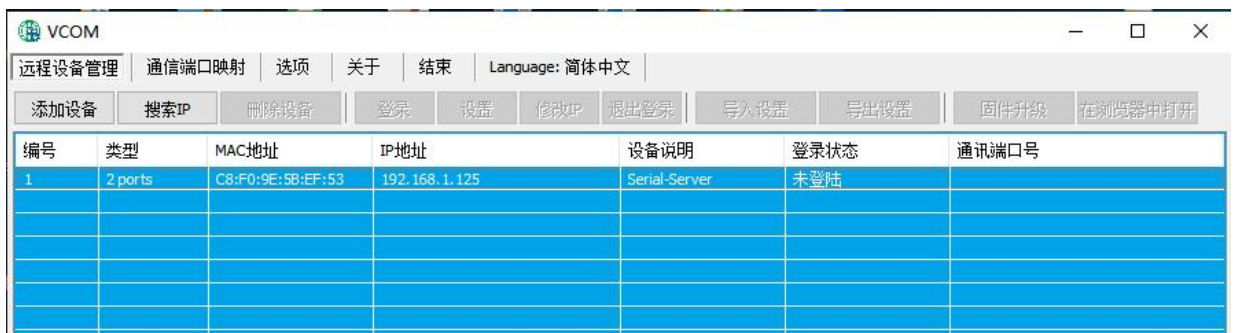 VCOM
远程设备管理 通信端口映射 选项 关于 结束 Language: 简体中文
添加设备 搜索IP 删除设备 登录 设置 修改IP 退出登录 导入设置 导出设置 固件升级 在浏览器中打开
编号 类型 MAC地址 IP地址 设备说明 登录状态 通讯端口号
1 2 ports C8:F0:9E:5B:EF:53 192.168.1.125 Serial-Server 未登陆